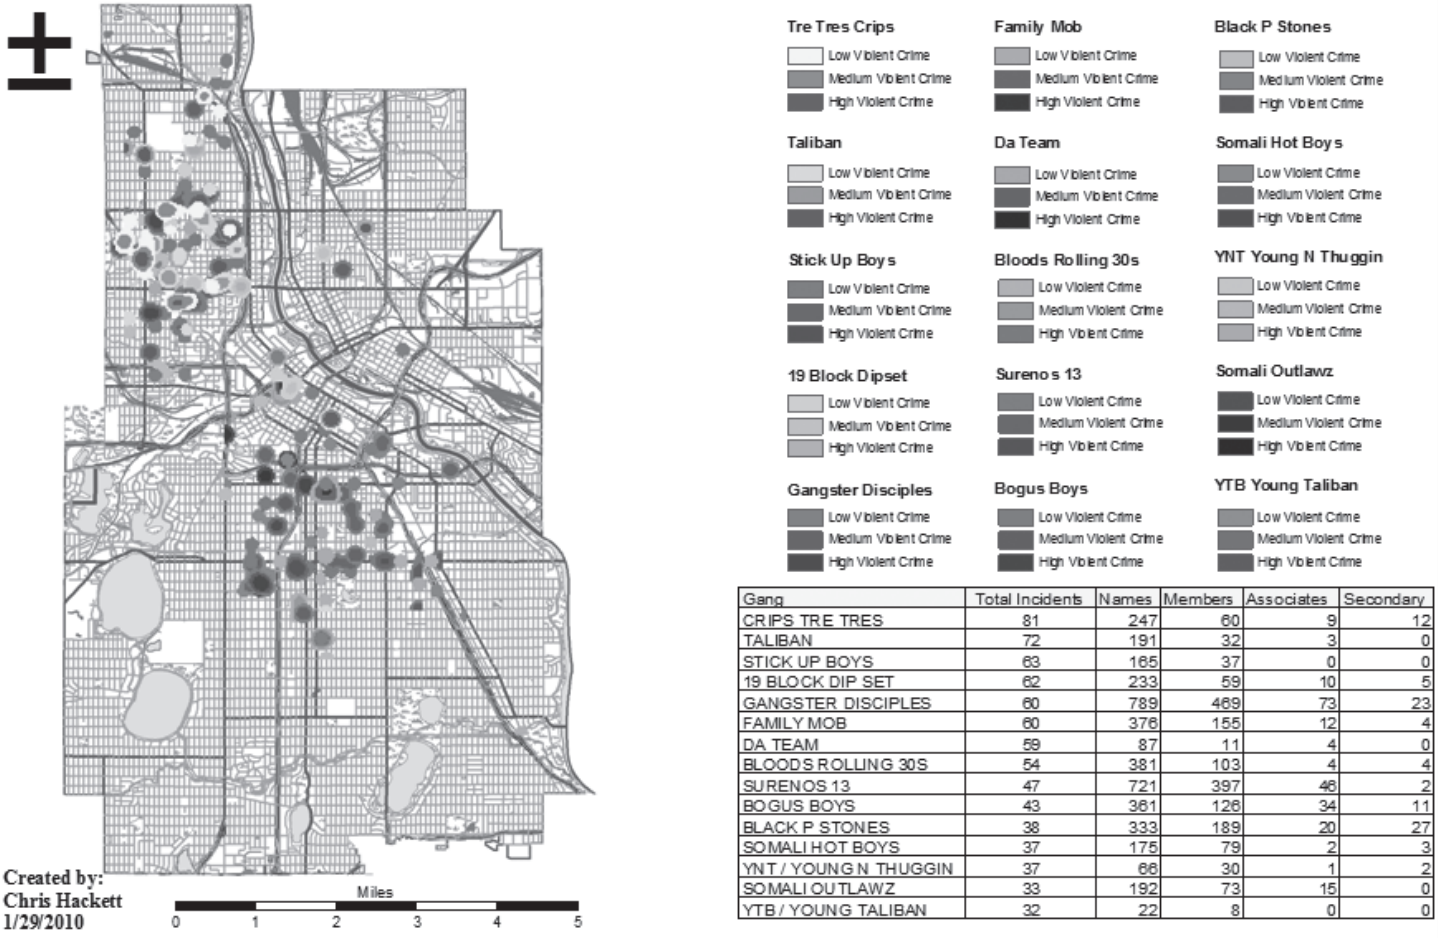 Tre Tres Crips
Low Violent Crime
Medium Violent Crime
High Violent Crime
Family Mob
Low Violent Crime
Medium Violent Crime
High Violent Crime
Black P Stones
Low Violent Crime
Medium Violent Crime
High Violent Crime
Taliban
Low Violent Crime
Medium Violent Crime
High Violent Crime
Da Team
Low Violent Crime
Medium Violent Crime
High Violent Crime
Somali Hot Boys
Low Violent Crime
Medium Violent Crime
High Violent Crime
Stick Up Boys
Low Violent Crime
Medium Violent Crime
High Violent Crime
Bloods Rolling 30s
Low Violent Crime
Medium Violent Crime
High Violent Crime
YNT Young N Thuggin
Low Violent Crime
Medium Violent Crime
High Violent Crime
19 Block Dipset
Low Violent Crime
Medium Violent Crime
High Violent Crime
Surenos 13
Low Violent Crime
Medium Violent Crime
High Violent Crime
Somali Outlawz
Low Violent Crime
Medium Violent Crime
High Violent Crime
Gangster Disciples
Low Violent Crime
Medium Violent Crime
High Violent Crime
Bogus Boys
Low Violent Crime
Medium Violent Crime
High Violent Crime
YTB Young Taliban
Low Violent Crime
Medium Violent Crime
High Violent Crime
Gang Total Incidents Names Members Associates Secondary
CRIPS TRE TRES 81 247 60 9 12
TALIBAN 72 191 32 3 0
STICK UP BOYS 63 165 37 0 0
19 BLOCK DIP SET 62 233 59 10 5
GANGSTER DISCIPLES 60 789 469 73 23
FAMILY MOB 60 376 155 12 4
DA TEAM 59 87 11 4 0
BLOODS ROLLING 30S 54 381 103 4 4
SURENOS 13 47 721 397 46 2
BOGUS BOYS 43 361 126 34 11
BLACK P STONES 38 333 189 20 27
SOMALI HOT BOYS 37 175 79 2 3
YNT / YOUNG N THUGGIN 37 66 30 1 2
SOMALI OUTLAWZ 33 192 73 15 0
YTB / YOUNG TALIBAN 32 22 8 0 0
Created by:
Chris Hackett
1/29/2010
Miles
0 1 2 3 4 5